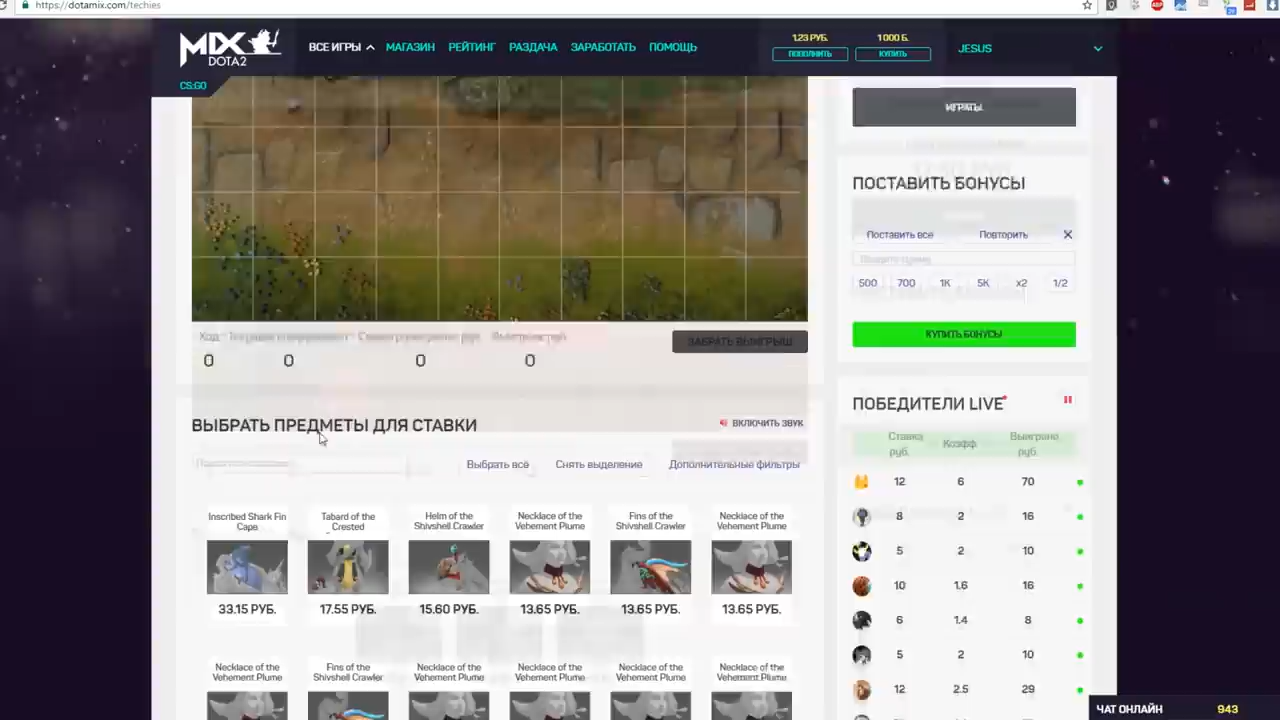 https://dotamix.com/techies
MIX
DOTA2
ВСЕ ИГРЫ
МАГАЗИН
РЕЙТИНГ
РАЗДАЧА
ЗАРАБОТАТЬ
ПОМОЩЬ
1.23 РУБ.
ПОПОЛНИТЬ
1 000 Б.
КУПИТЬ
JESUS
CS:GO
ИГРАТЬ
ПОСТАВИТЬ БОНУСЫ
Поставить все
Повторить
500
700
1K
5K
x2
1/2
КУПИТЬ БОНУСЫ
Ход
0
0
0
0
ЗАБРАТЬ ВЫИГРЫШ
ВЫБРАТЬ ПРЕДМЕТЫ ДЛЯ СТАВКИ
ВКЛЮЧИТЬ ЗВУК
Выбрать всё
Снять выделение
Дополнительные фильтры
Inscribed Shark Fin
Cape
Tabard of the
Crested
Helm of the
Shivshell Crawler
Necklace of the
Vehement Plume
Fins of the
Shivshell Crawler
Necklace of the
Vehement Plume
33.15 РУБ.
17.55 РУБ.
15.60 РУБ.
13.65 РУБ.
13.65 РУБ.
13.65 РУБ.
Necklace of the
Vehement Plume
Fins of the
Shivshell Crawler
Necklace of the
Vehement Plume
Necklace of the
Vehement Plume
Necklace of the
Vehement Plume
Necklace of the
Vehement Plume
ПОБЕДИТЕЛИ LIVE
Ставка
руб.
Коэфф.
Выиграно
руб.
12 6 70
8 2 16
5 2 10
10 1.6 16
6 1.4 8
5 2 10
12 2.5 29
ЧАТ ОНЛАЙН 943